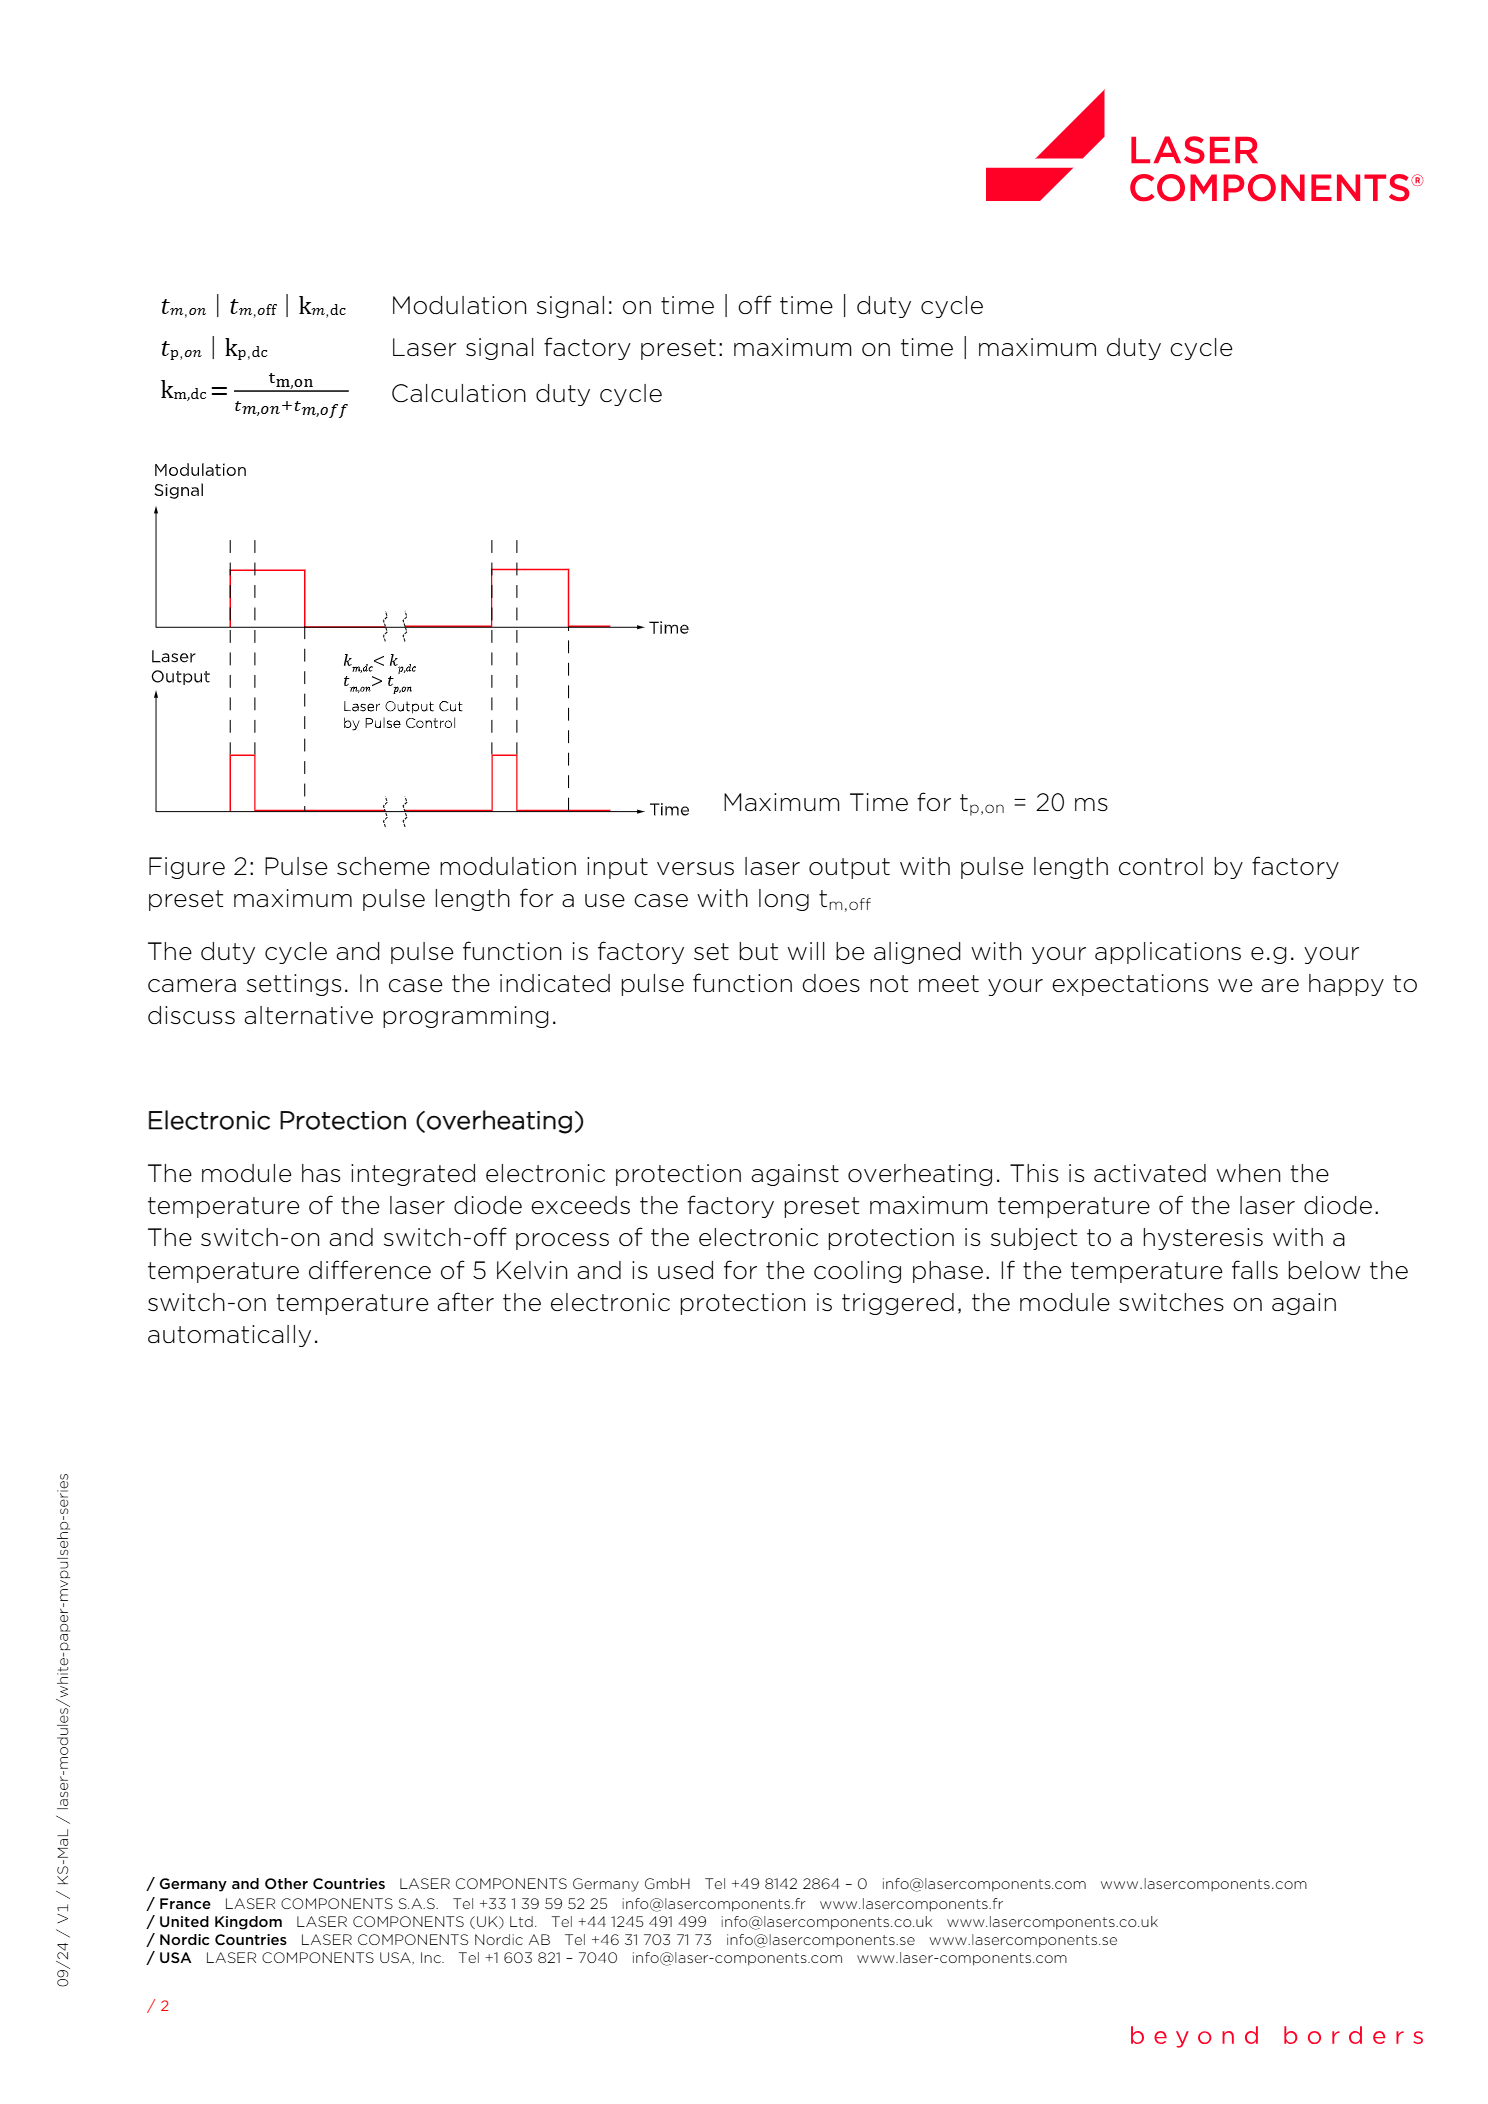 LASER
COMPONENTS®
tm,on | tm,off | km,dc Modulation signal: on time | off time | duty cycle
tp,on | kp,dc Laser signal factory preset: maximum on time | maximum duty cycle
km,dc = tm,on / tm,on+tm,off Calculation duty cycle
Modulation
Signal
Time
Laser
Output
km,dc < kp,dc
tm,on > tp,on
Laser Output Cut
by Pulse Control
Time
Maximum Time for tp,on = 20 ms
Figure 2: Pulse scheme modulation input versus laser output with pulse length control by factory
preset maximum pulse length for a use case with long tm,off
The duty cycle and pulse function is factory set but will be aligned with your applications e.g. your
camera settings. In case the indicated pulse function does not meet your expectations we are happy to
discuss alternative programming.
Electronic Protection (overheating)
The module has integrated electronic protection against overheating. This is activated when the
temperature of the laser diode exceeds the factory preset maximum temperature of the laser diode.
The switch-on and switch-off process of the electronic protection is subject to a hysteresis with a
temperature difference of 5 Kelvin and is used for the cooling phase. If the temperature falls below the
switch-on temperature after the electronic protection is triggered, the module switches on again
automatically.
09/24 / V1 / KS-MaL / laser-modules/white-paper-mvpulsehp-series
/ Germany and Other Countries LASER COMPONENTS Germany GmbH Tel +49 8142 2864 – 0 info@lasercomponents.com www.lasercomponents.com
/ France LASER COMPONENTS S.A.S. Tel +33 1 39 59 52 25 info@lasercomponents.fr www.lasercomponents.fr
/ United Kingdom LASER COMPONENTS (UK) Ltd. Tel +44 1245 491 499 info@lasercomponents.co.uk www.lasercomponents.co.uk
/ Nordic Countries LASER COMPONENTS Nordic AB Tel +46 31 703 71 73 info@lasercomponents.se www.lasercomponents.se
/ USA LASER COMPONENTS USA, Inc. Tel +1 603 821 – 7040 info@laser-components.com www.laser-components.com
/ 2
beyond borders